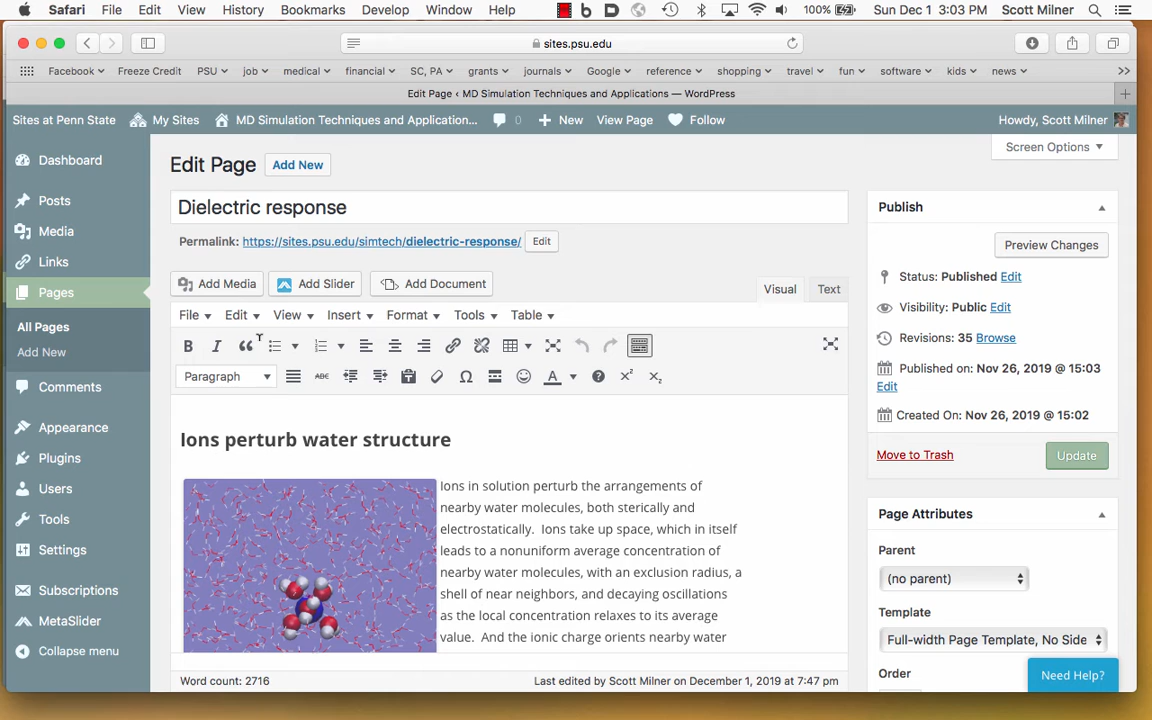 Safari File Edit View History Bookmarks Develop Window Help 100% Sun Dec 1 3:03 PM Scott Milner
sites.psu.edu
Facebook Freeze Credit PSU job medical financial SC, PA grants journals Google reference shopping travel fun software kids news
Edit Page ‹ MD Simulation Techniques and Applications — WordPress
Sites at Penn State My Sites MD Simulation Techniques and Application... 0 New View Page Follow Howdy, Scott Milner
Dashboard
Posts
Media
Links
Pages
All Pages
Add New
Comments
Appearance
Plugins
Users
Tools
Settings
Subscriptions
MetaSlider
Collapse menu
Screen Options
Edit Page Add New
Dielectric response
Permalink: https://sites.psu.edu/simtech/dielectric-response/ Edit
Add Media Add Slider Add Document Visual Text
File Edit View Insert Format Tools Table
B I
Paragraph ABC Ω A x² x₂
Ions perturb water structure
Ions in solution perturb the arrangements of
nearby water molecules, both sterically and
electrostatically. Ions take up space, which in itself
leads to a nonuniform average concentration of
nearby water molecules, with an exclusion radius, a
shell of near neighbors, and decaying oscillations
as the local concentration relaxes to its average
value. And the ionic charge orients nearby water
Word count: 2716 Last edited by Scott Milner on December 1, 2019 at 7:47 pm
Publish
Preview Changes
Status: Published Edit
Visibility: Public Edit
Revisions: 35 Browse
Published on: Nov 26, 2019 @ 15:03
Edit
Created On: Nov 26, 2019 @ 15:02
Move to Trash Update
Page Attributes
Parent
(no parent)
Template
Full-width Page Template, No Side
Order
Need Help?